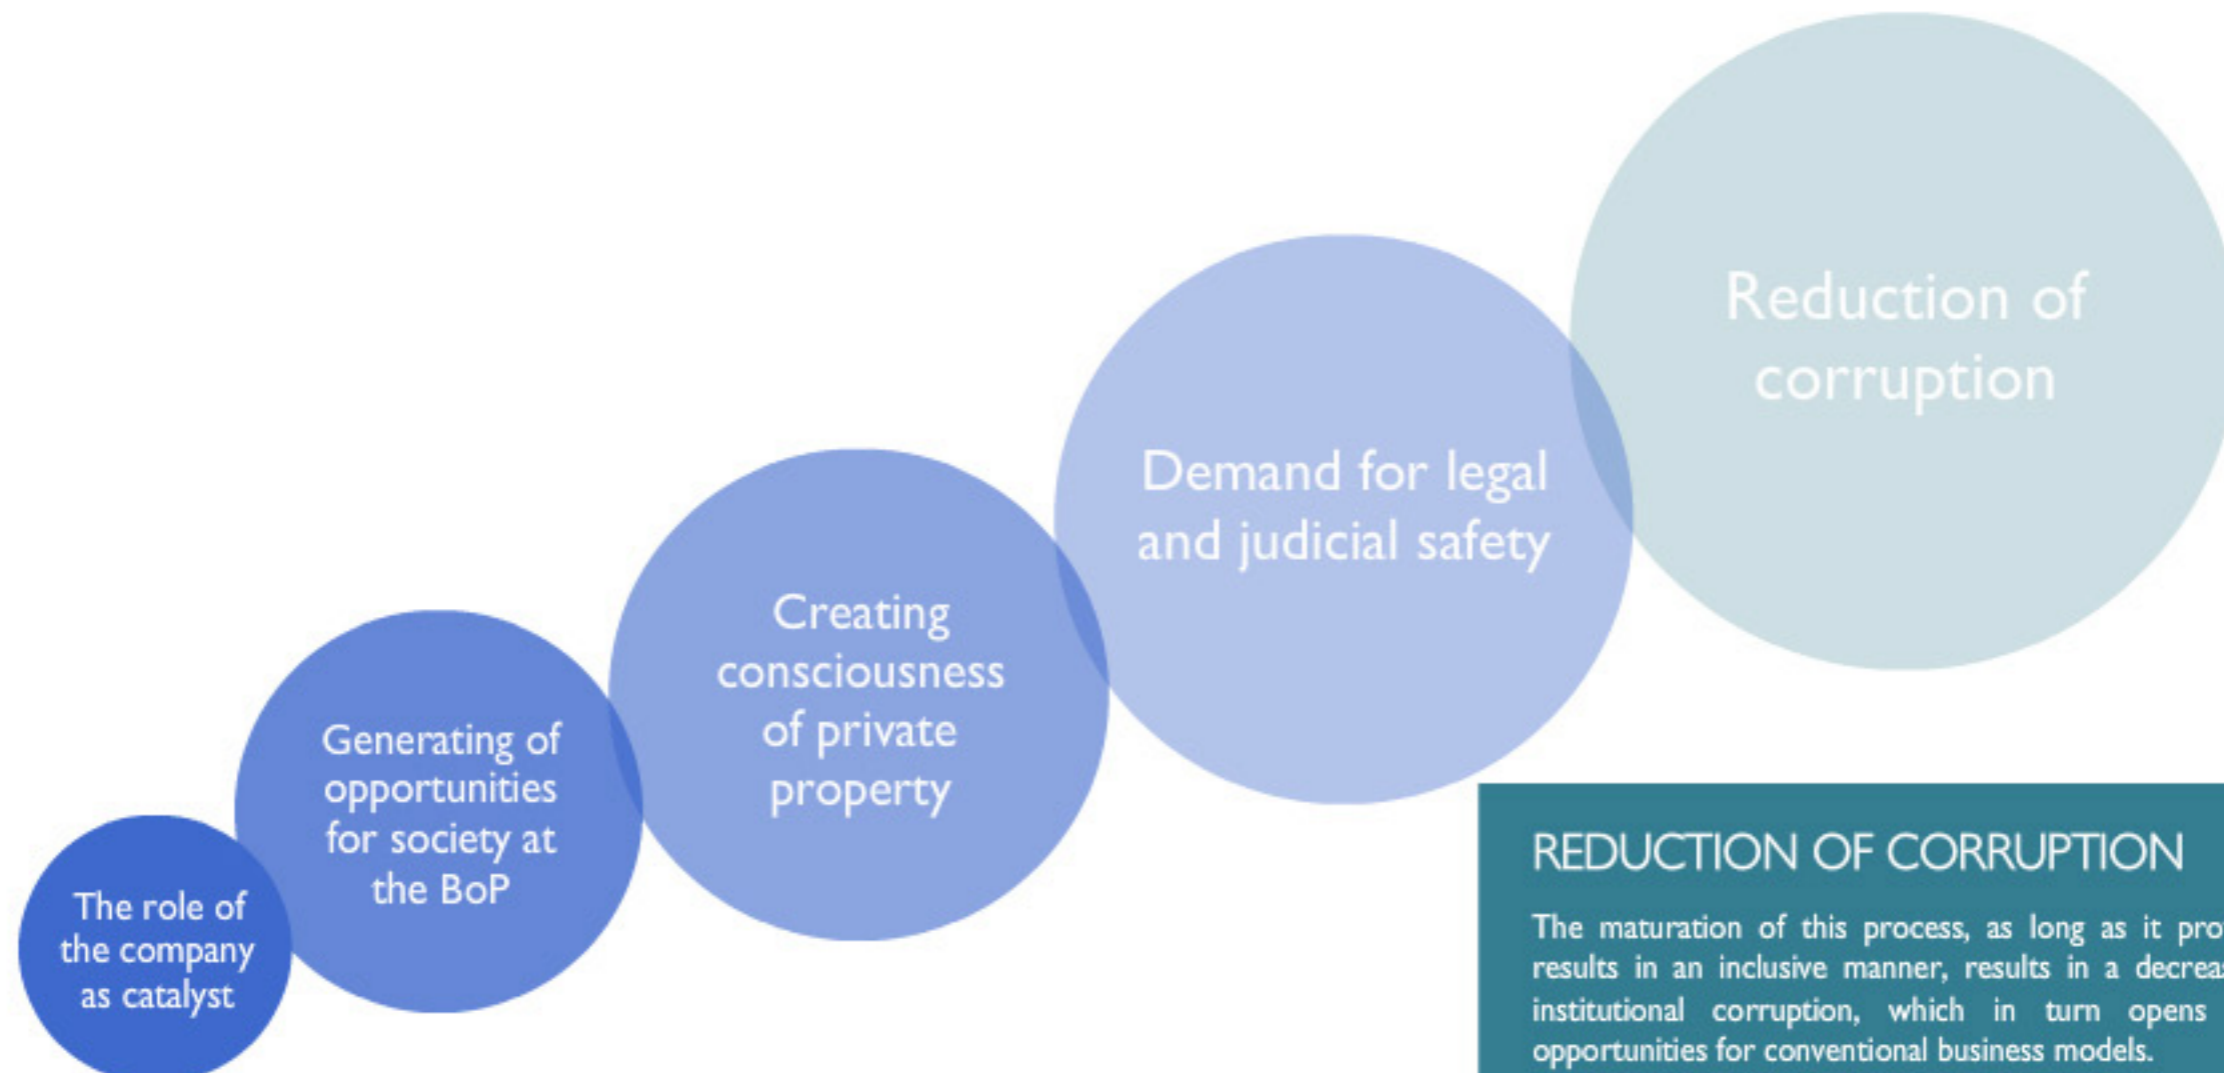 The role of
the company
as catalyst
Generating of
opportunities
for society at
the BoP
Creating
consciousness
of private
property
Demand for legal
and judicial safety
Reduction of
corruption
REDUCTION OF CORRUPTION
The maturation of this process, as long as it
results in an inclusive manner, results in a
institutional corruption, which in turn opens
opportunities for conventional business models.